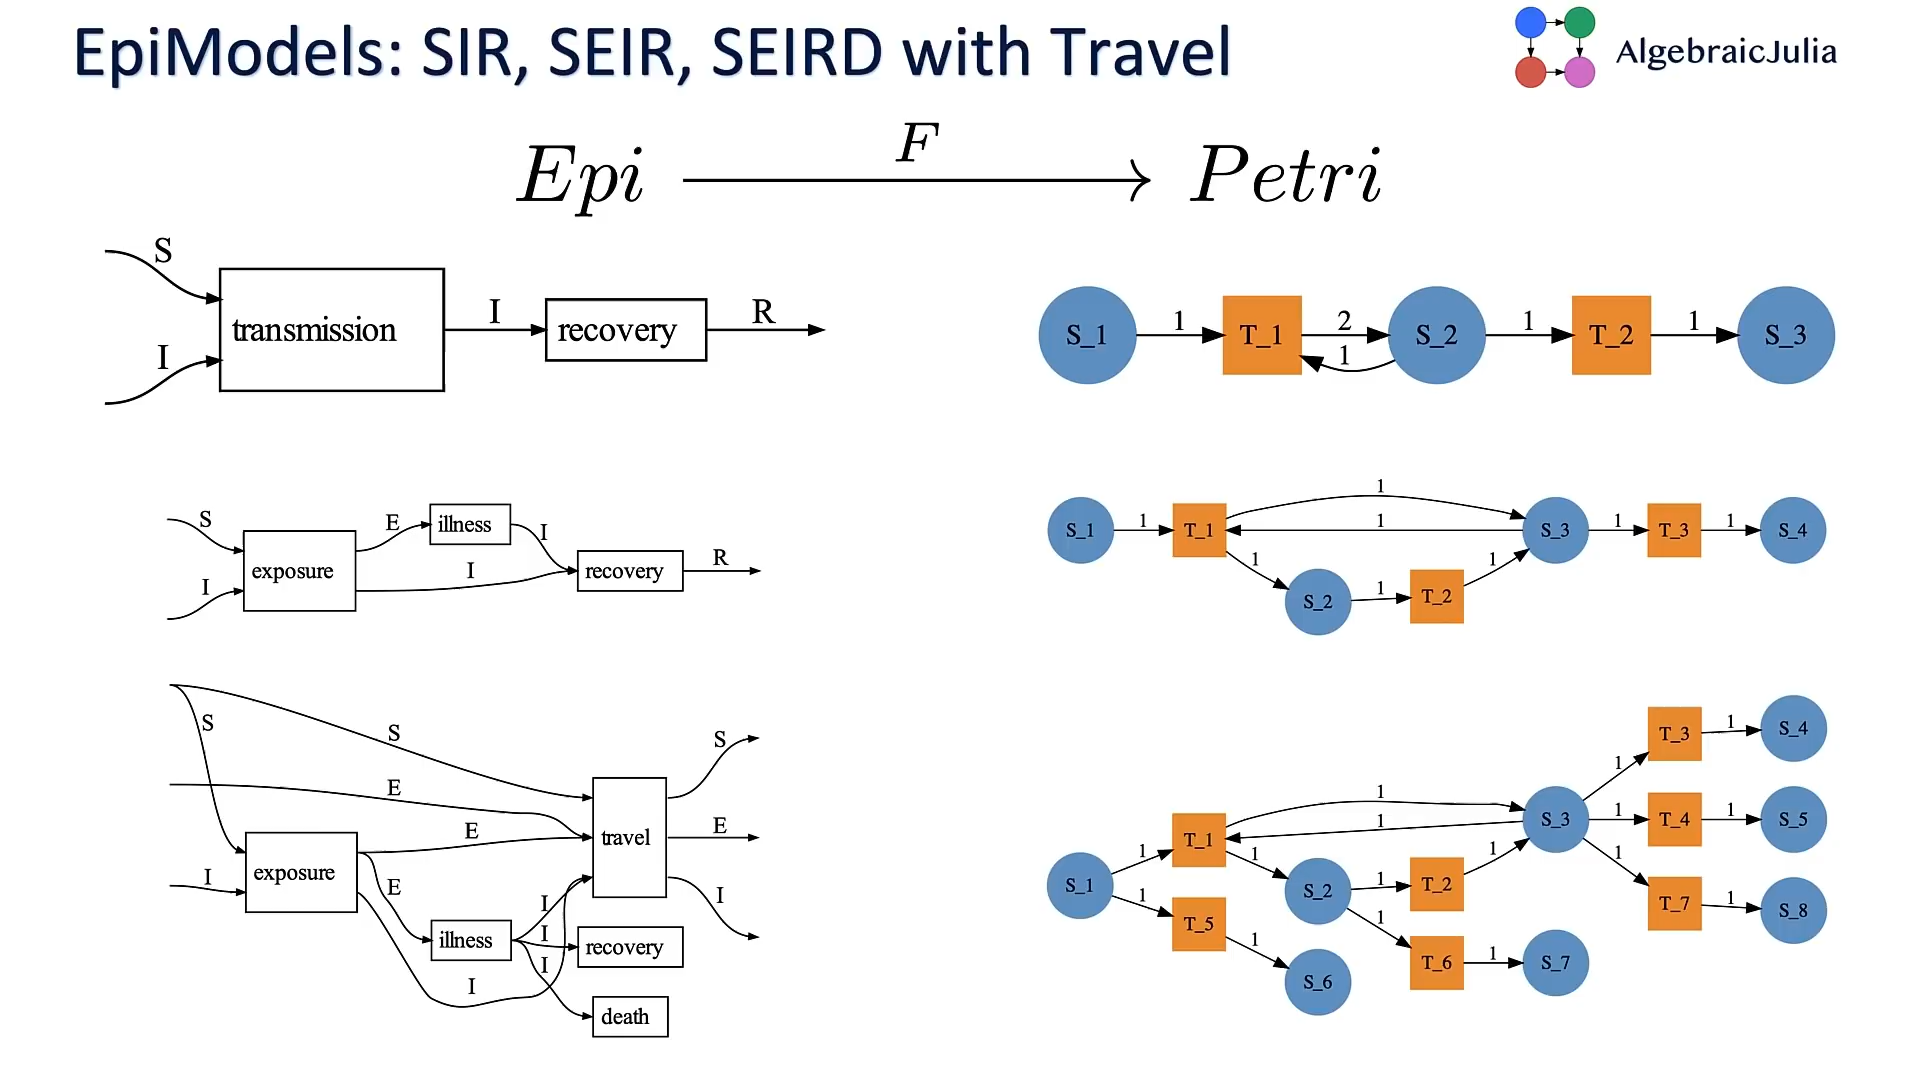 EpiModels: SIR, SEIR, SEIRD with Travel
AlgebraicJulia
Epi F Petri
S
I
transmission
I
recovery
R
S_1
1
T_1
2
1
S_2
1
T_2
1
S_3
S
I
exposure
E
illness
I
I
recovery
R
S_1
1
T_1
1
1
1
S_2
1
T_2
1
S_3
1
T_3
1
S_4
S
S
E
E
I
exposure
E
illness
I
I
I
I
travel
recovery
death
S
E
I
S_1
1
1
T_1
T_5
1
1
1
1
S_2
S_6
1
1
T_2
T_6
1
1
S_3
S_7
1
1
1
T_3
T_4
T_7
1
1
1
S_4
S_5
S_8